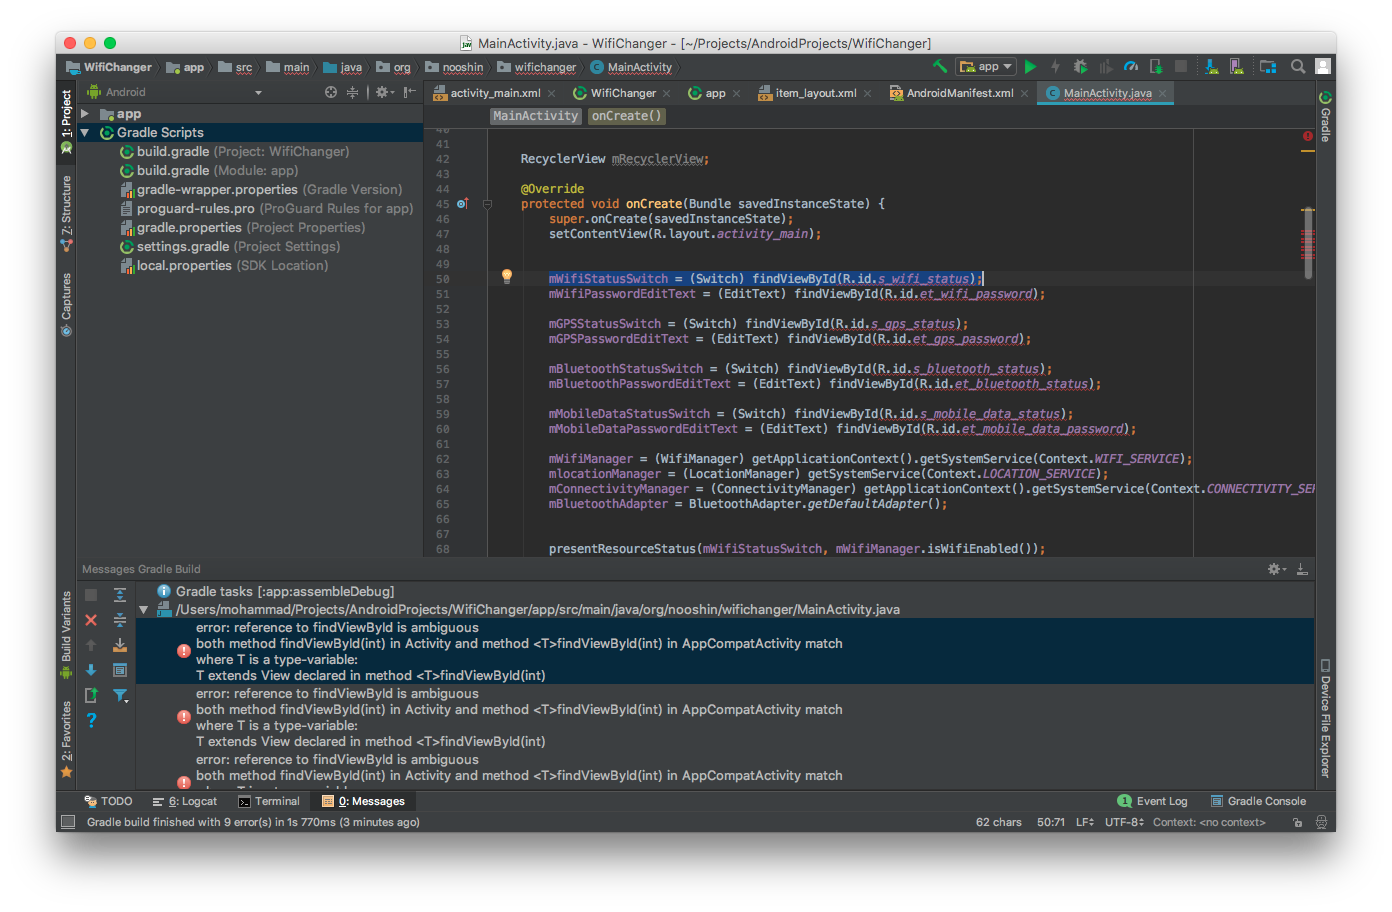 MainActivity.java - WifiChanger - [~/Projects/AndroidProjects/WifiChanger]
WifiChanger app src main java org nooshin wifichanger MainActivity app
1: Project
Z: Structure
Captures
Build Variants
2: Favorites
Android
app
Gradle Scripts
build.gradle (Project: WifiChanger)
build.gradle (Module: app)
gradle-wrapper.properties (Gradle Version)
proguard-rules.pro (ProGuard Rules for app)
gradle.properties (Project Properties)
settings.gradle (Project Settings)
local.properties (SDK Location)
activity_main.xml WifiChanger app item_layout.xml AndroidManifest.xml MainActivity.java
MainActivity onCreate()
40
41
42 RecyclerView mRecyclerView;
43
44 @Override
45 protected void onCreate(Bundle savedInstanceState) {
46 super.onCreate(savedInstanceState);
47 setContentView(R.layout.activity_main);
48
49
50 mWifiStatusSwitch = (Switch) findViewById(R.id.s_wifi_status);
51 mWifiPasswordEditText = (EditText) findViewById(R.id.et_wifi_password);
52
53 mGPSStatusSwitch = (Switch) findViewById(R.id.s_gps_status);
54 mGPSPasswordEditText = (EditText) findViewById(R.id.et_gps_password);
55
56 mBluetoothStatusSwitch = (Switch) findViewById(R.id.s_bluetooth_status);
57 mBluetoothPasswordEditText = (EditText) findViewById(R.id.et_bluetooth_status);
58
59 mMobileDataStatusSwitch = (Switch) findViewById(R.id.s_mobile_data_status);
60 mMobileDataPasswordEditText = (EditText) findViewById(R.id.et_mobile_data_password);
61
62 mWifiManager = (WifiManager) getApplicationContext().getSystemService(Context.WIFI_SERVICE);
63 mlocationManager = (LocationManager) getSystemService(Context.LOCATION_SERVICE);
64 mConnectivityManager = (ConnectivityManager) getApplicationContext().getSystemService(Context.CONNECTIVITY_SER
65 mBluetoothAdapter = BluetoothAdapter.getDefaultAdapter();
66
67
68 presentResourceStatus(mWifiStatusSwitch, mWifiManager.isWifiEnabled());
Gradle
Device File Explorer
Messages Gradle Build
Gradle tasks [:app:assembleDebug]
/Users/mohammad/Projects/AndroidProjects/WifiChanger/app/src/main/java/org/nooshin/wifichanger/MainActivity.java
error: reference to findViewById is ambiguous
both method findViewById(int) in Activity and method <T>findViewById(int) in AppCompatActivity match
where T is a type-variable:
T extends View declared in method <T>findViewById(int)
error: reference to findViewById is ambiguous
both method findViewById(int) in Activity and method <T>findViewById(int) in AppCompatActivity match
where T is a type-variable:
T extends View declared in method <T>findViewById(int)
error: reference to findViewById is ambiguous
both method findViewById(int) in Activity and method <T>findViewById(int) in AppCompatActivity match
TODO 6: Logcat Terminal 0: Messages 1 Event Log Gradle Console
Gradle build finished with 9 error(s) in 1s 770ms (3 minutes ago) 62 chars 50:71 LF UTF-8 Context: <no context>